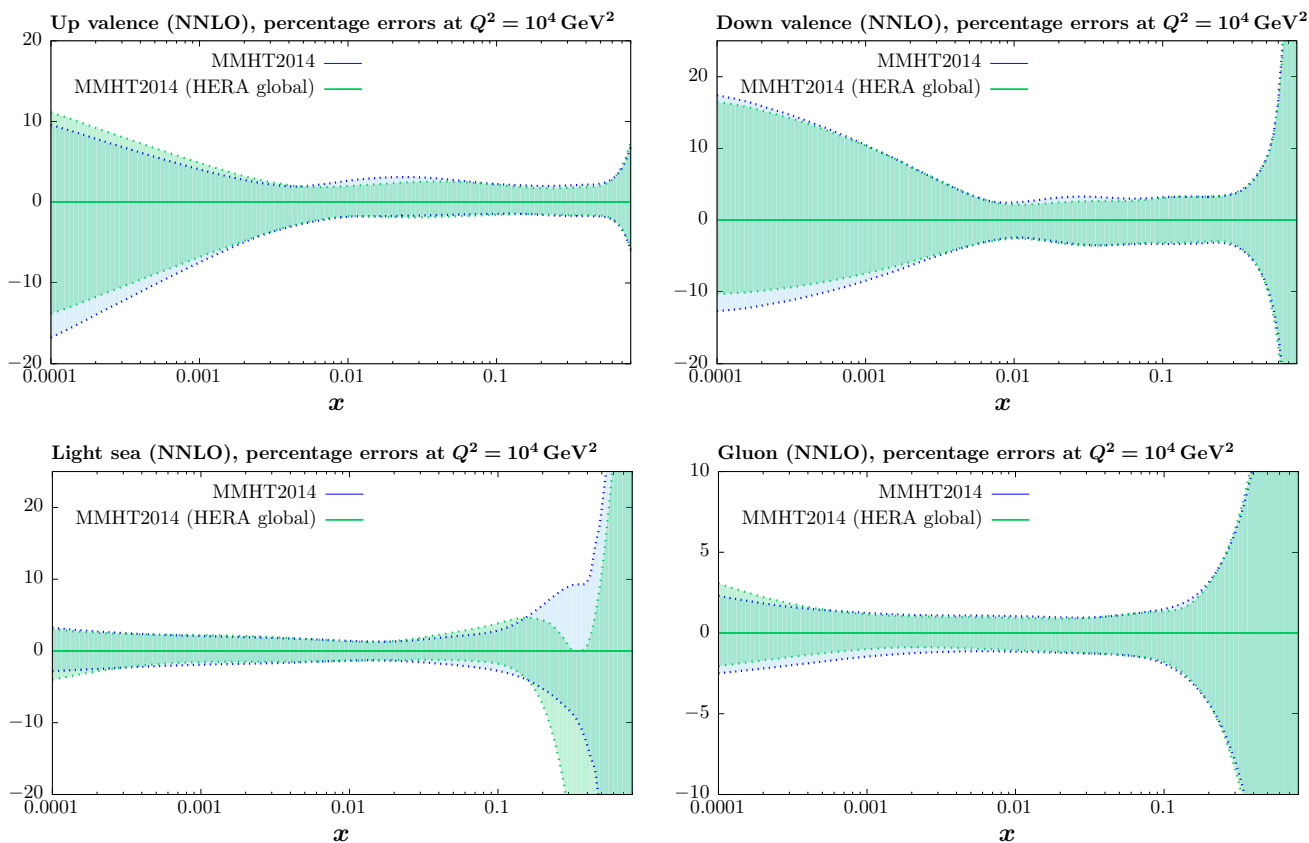 Up valence (NNLO), percentage errors at Q² = 10⁴ GeV²
20
10
0
−10
−20
MMHT2014
MMHT2014 (HERA global)
0.0001
0.001
0.01
0.1
x
Down valence (NNLO), percentage errors at Q² = 10⁴ GeV²
20
10
0
−10
−20
MMHT2014
MMHT2014 (HERA global)
0.0001
0.001
0.01
0.1
x
Light sea (NNLO), percentage errors at Q² = 10⁴ GeV²
20
10
0
−10
−20
MMHT2014
MMHT2014 (HERA global)
0.0001
0.001
0.01
0.1
x
Gluon (NNLO), percentage errors at Q² = 10⁴ GeV²
10
5
0
−5
−10
MMHT2014
MMHT2014 (HERA global)
0.0001
0.001
0.01
0.1
x